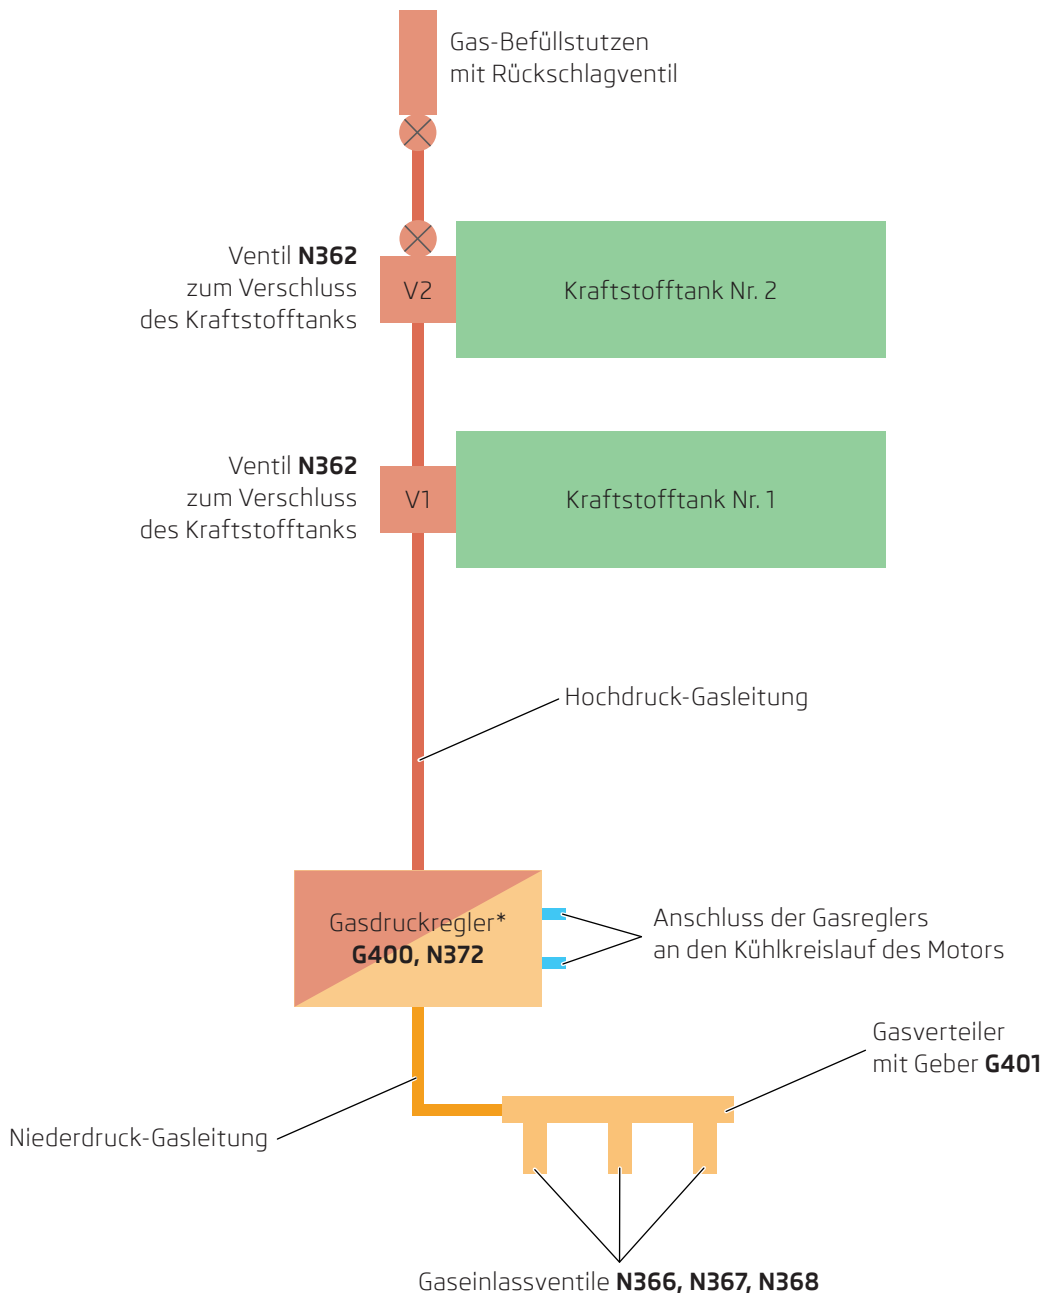 Gas-Befüllstutzen
mit Rückschlagventil
Ventil N362
zum Verschluss
des Kraftstofftanks
V2
Kraftstofftank Nr. 2
Ventil N362
zum Verschluss
des Kraftstofftanks
V1
Kraftstofftank Nr. 1
Hochdruck-Gasleitung
Gasdruckregler*
G400, N372
Anschluss der Gasreglers
an den Kühlkreislauf des Motors
Gasverteiler
mit Geber G401
Niederdruck-Gasleitung
Gaseinlassventile N366, N367, N368